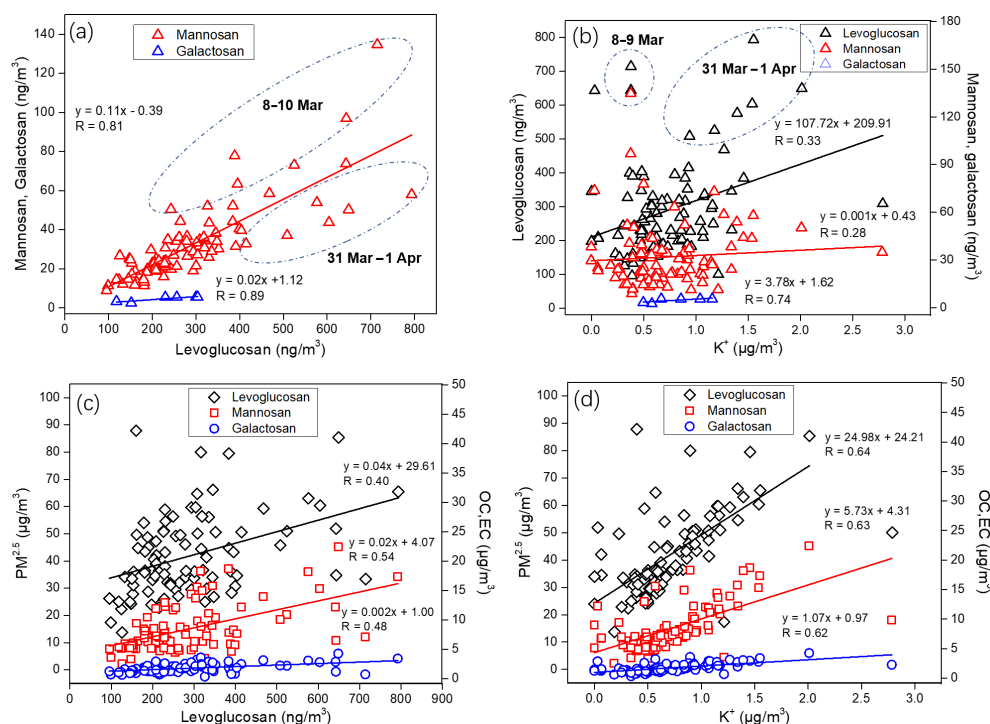 (a)
Mannosan
Galactosan
140
120
100
80
60
40
20
0
Mannosan, Galactosan (ng/m³)
y = 0.11x - 0.39
R = 0.81
8–10 Mar
31 Mar – 1 Apr
y = 0.02x +1.12
R = 0.89
0 100 200 300 400 500 600 700 800 900
Levoglucosan (ng/m³)
(b)
8–9 Mar
31 Mar – 1 Apr
Levoglucosan
Mannosan
Galactosan
800
700
600
500
400
300
200
100
0
Levoglucosan (ng/m³)
180
150
120
90
60
30
0
Mannosan, galactosan (ng/m³)
y = 107.72x + 209.91
R = 0.33
y = 0.001x + 0.43
R = 0.28
y = 3.78x + 1.62
R = 0.74
0.0 0.5 1.0 1.5 2.0 2.5 3.0
K⁺ (µg/m³)
(c)
Levoglucosan
Mannosan
Galactosan
100
90
80
70
60
50
40
30
20
10
0
PM²·⁵ (µg/m³)
50
45
40
35
30
25
20
15
10
5
0
OC,EC (µg/m³)
y = 0.04x + 29.61
R = 0.40
y = 0.02x + 4.07
R = 0.54
y = 0.002x + 1.00
R = 0.48
0 100 200 300 400 500 600 700 800 900
Levoglucosan (ng/m³)
(d)
Levoglucosan
Mannosan
Galactosan
100
90
80
70
60
50
40
30
20
10
0
PM²·⁵ (µg/m³)
50
45
40
35
30
25
20
15
10
5
0
OC,EC (µg/m³)
y = 24.98x + 24.21
R = 0.64
y = 5.73x + 4.31
R = 0.63
y = 1.07x + 0.97
R = 0.62
0.0 0.5 1.0 1.5 2.0 2.5 3.0
K⁺ (µg/m³)